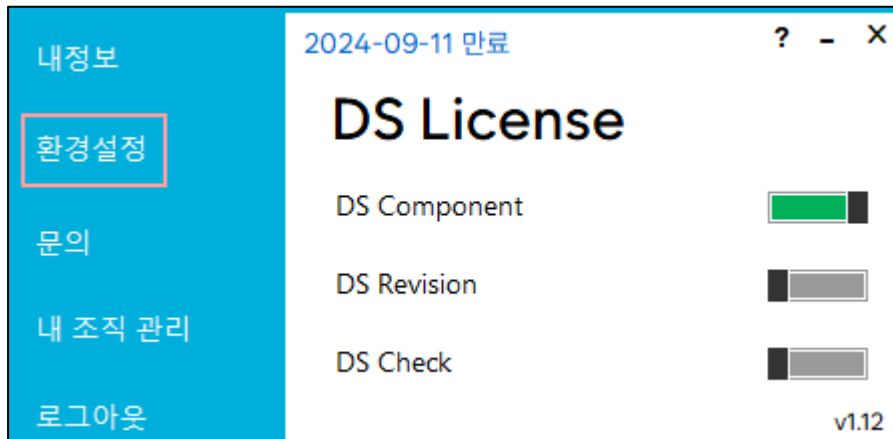 내정보
환경설정
문의
내 조직 관리
로그아웃
2024-09-11 만료
? - ×
DS License
DS Component
DS Revision
DS Check
v1.12